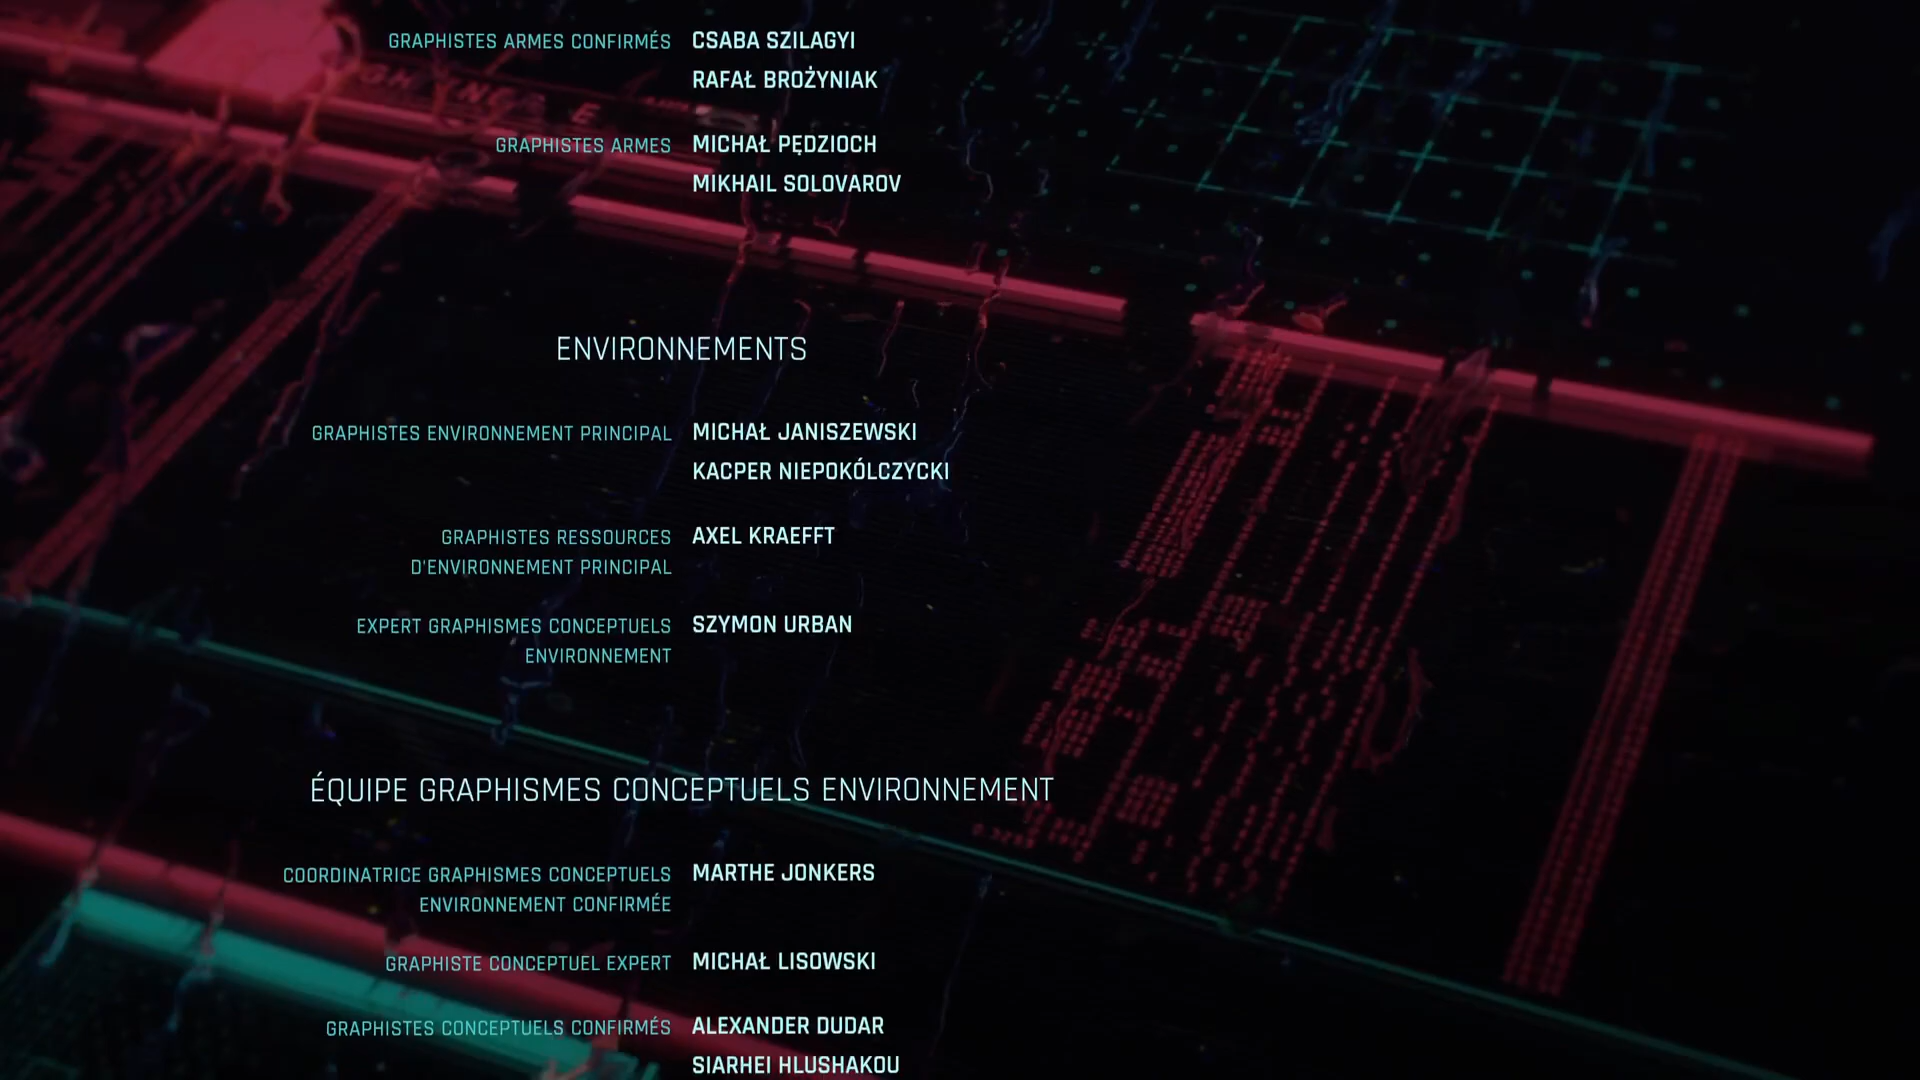 GRAPHISTES ARMES CONFIRMÉS CSABA SZILAGYI
RAFAŁ BROŻYNIAK
GRAPHISTES ARMES MICHAŁ PĘDZIOCH
MIKHAIL SOLOVAROV
ENVIRONNEMENTS
GRAPHISTES ENVIRONNEMENT PRINCIPAL MICHAŁ JANISZEWSKI
KACPER NIEPOKÓLCZYCKI
GRAPHISTES RESSOURCES AXEL KRAEFFT
D'ENVIRONNEMENT PRINCIPAL
EXPERT GRAPHISMES CONCEPTUELS SZYMON URBAN
ENVIRONNEMENT
ÉQUIPE GRAPHISMES CONCEPTUELS ENVIRONNEMENT
COORDINATRICE GRAPHISMES CONCEPTUELS MARTHE JONKERS
ENVIRONNEMENT CONFIRMÉE
GRAPHISTE CONCEPTUEL EXPERT MICHAŁ LISOWSKI
GRAPHISTES CONCEPTUELS CONFIRMÉS ALEXANDER DUDAR
SIARHEI HLUSHAKOU